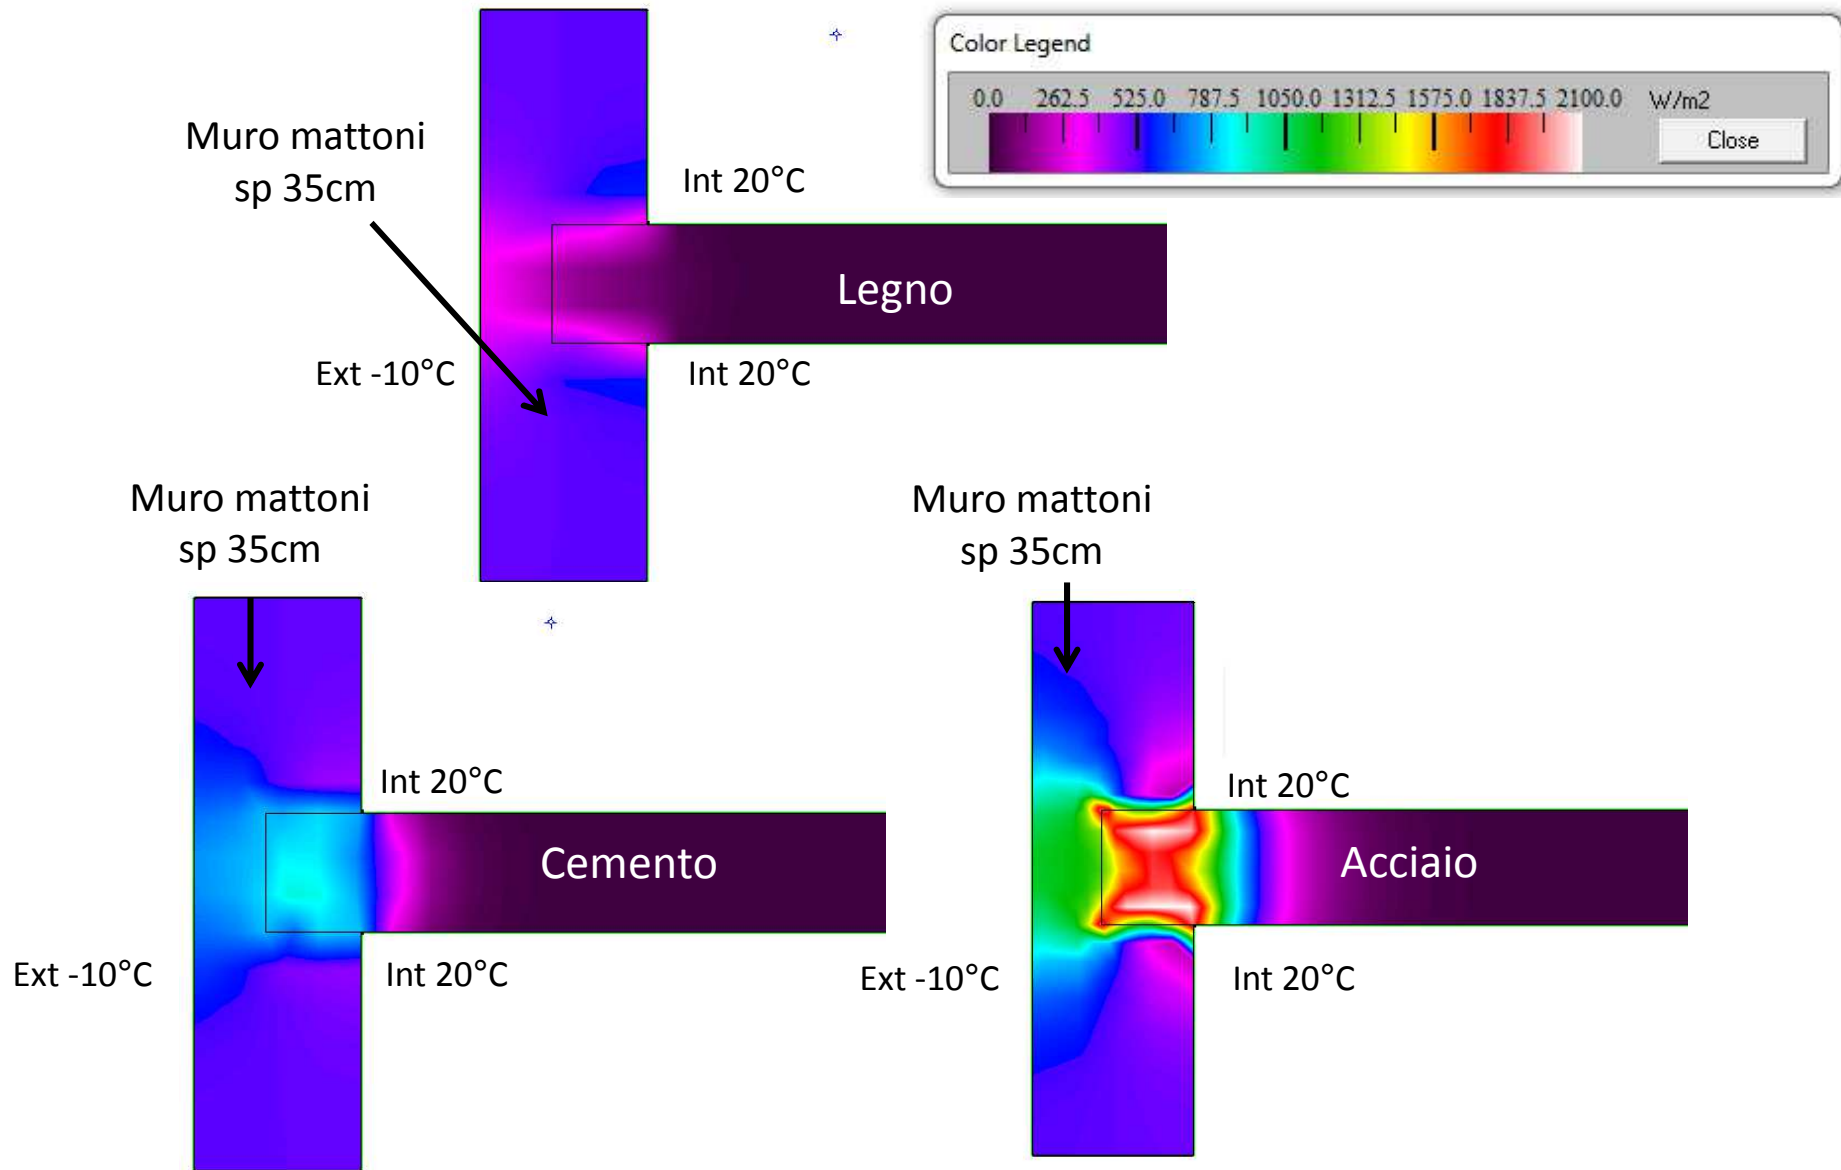 Color Legend
0.0 262.5 525.0 787.5 1050.0 1312.5 1575.0 1837.5 2100.0 W/m2
Close
Muro mattoni
sp 35cm
Int 20°C
Legno
Ext -10°C
Int 20°C
Muro mattoni
sp 35cm
Int 20°C
Cemento
Ext -10°C
Int 20°C
Muro mattoni
sp 35cm
Int 20°C
Acciaio
Ext -10°C
Int 20°C